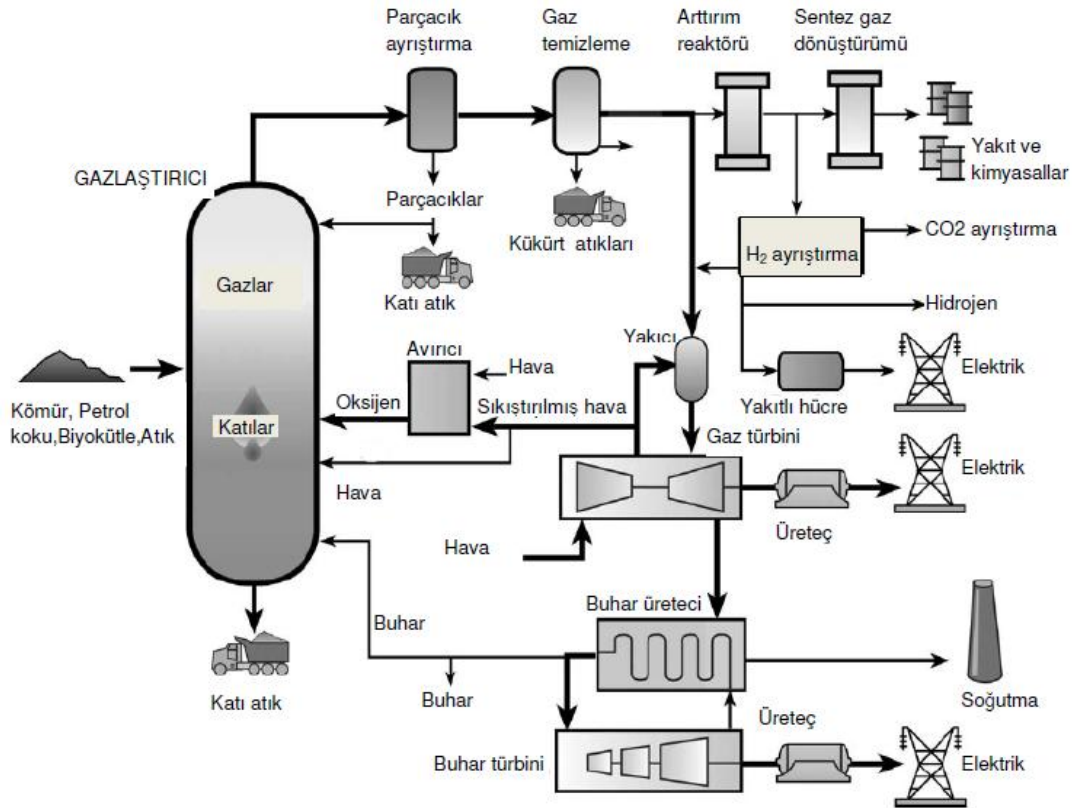 Parçacık
ayrıştırma
Gaz
temizleme
Arttırım
reaktörü
Sentez gaz
dönüştürümü
Yakıt ve
kimyasallar
GAZLAŞTIRICI
Parçacıklar
Kükürt atıkları
CO2 ayrıştırma
H₂ ayrıştırma
Gazlar
Katı atık
Hidrojen
Yakıcı
Avırıcı
Hava
Elektrik
Yakıtlı hücre
Oksijen
Sıkıştırılmış hava
Kömür, Petrol
koku,Biyokütle,Atık
Katılar
Gaz türbini
Elektrik
Hava
Üreteç
Hava
Buhar üreteci
Buhar
Katı atık
Buhar
Soğutma
Üreteç
Buhar türbini
Elektrik